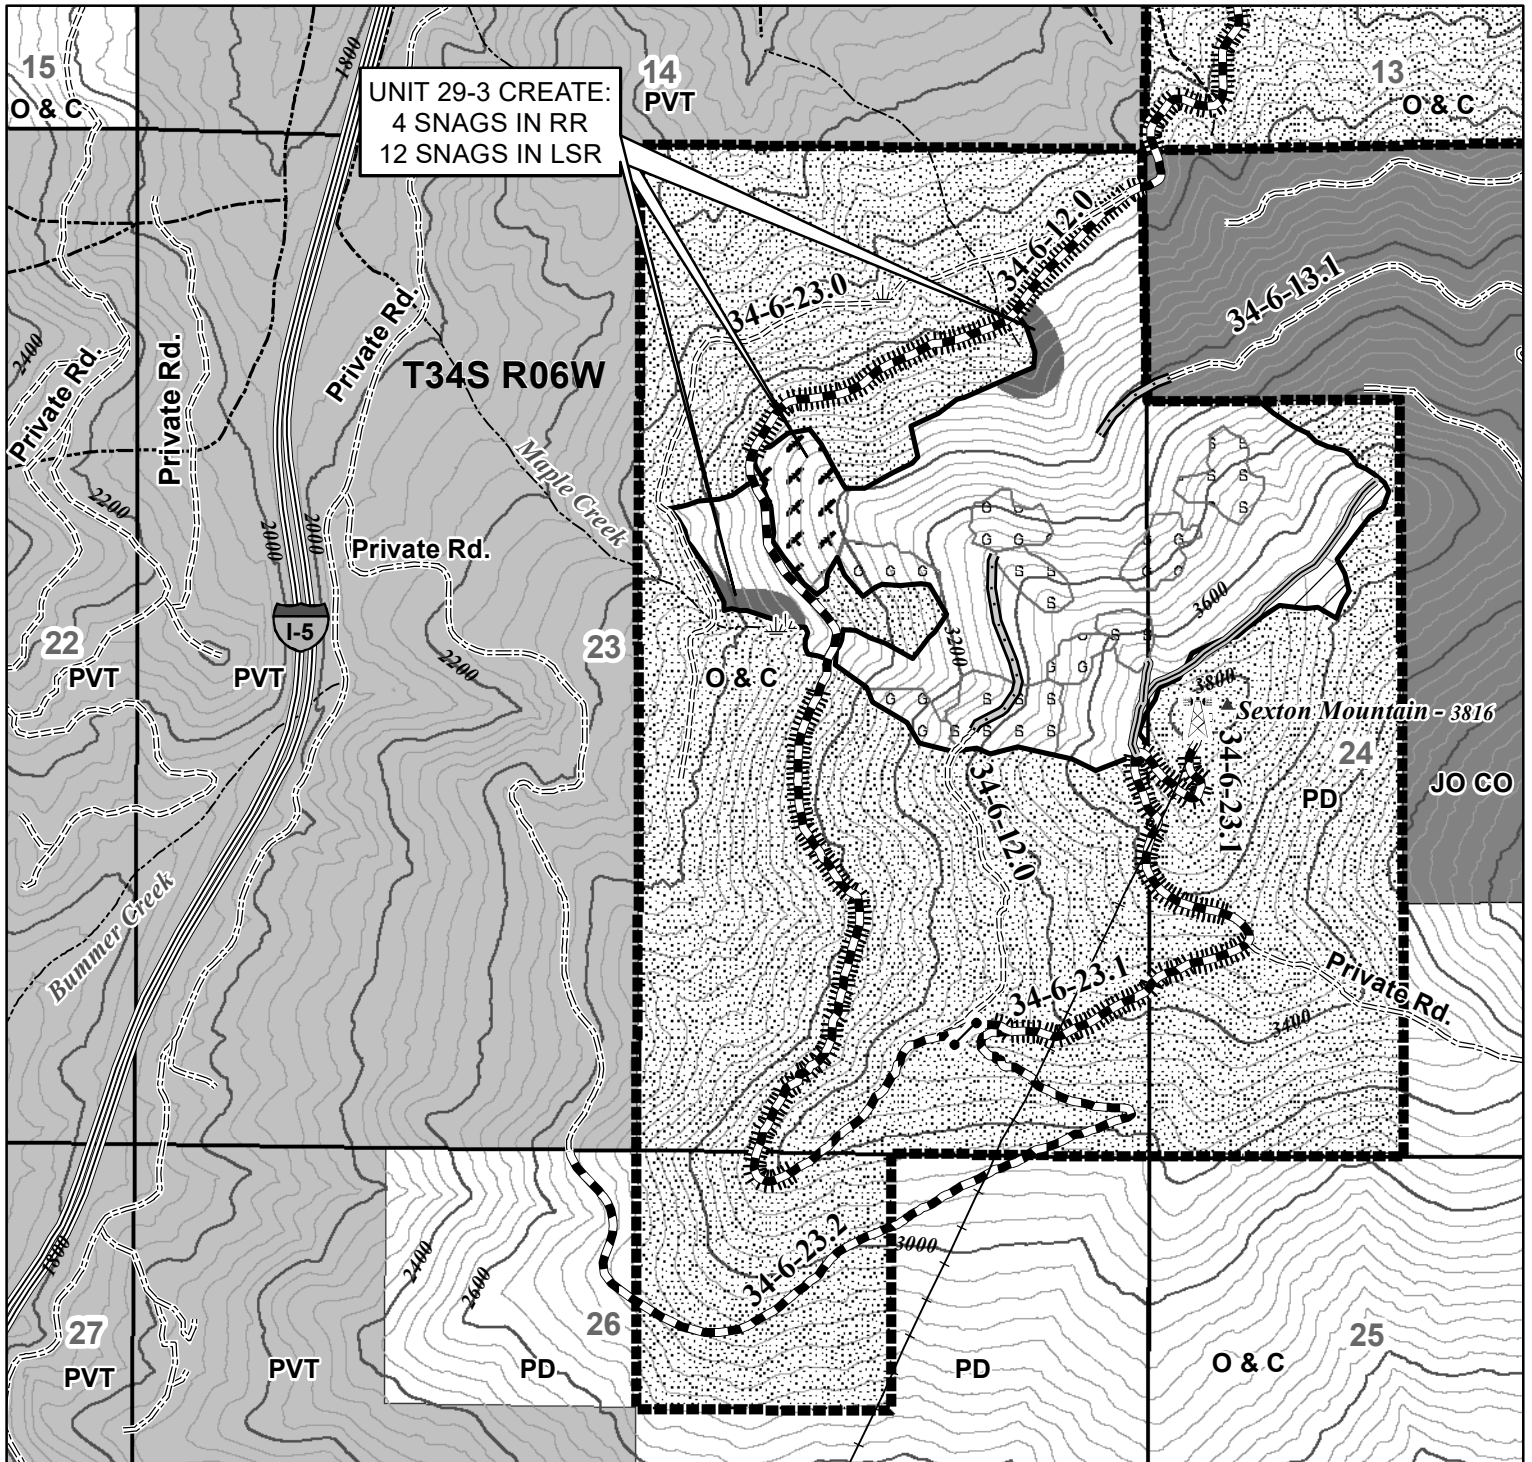 15
O & C
1800
UNIT 29-3 CREATE:
4 SNAGS IN RR
12 SNAGS IN LSR
14
PVT
13
O & C
34-6-12.0
34-6-23.0
34-6-13.1
2400
Private Rd.
Private Rd.
Private Rd.
T34S R06W
Maple Creek
2200
2000
2000
Private Rd.
I-5
22
PVT
PVT
2200
23
O & C
G G G
G
G G
S S
S S
S
S
G
G
S S
S
S S
G G
G G
S S
G S S S S
3200
3600
3800
Sexton Mountain - 3816
34-6-23.1
24
PD
JO CO
34-6-12.0
Bummer Creek
34-6-23.1
Private Rd.
3400
1800
2400
2600
34-6-23.2
3000
27
PVT
PVT
26
PD
PD
O & C
25